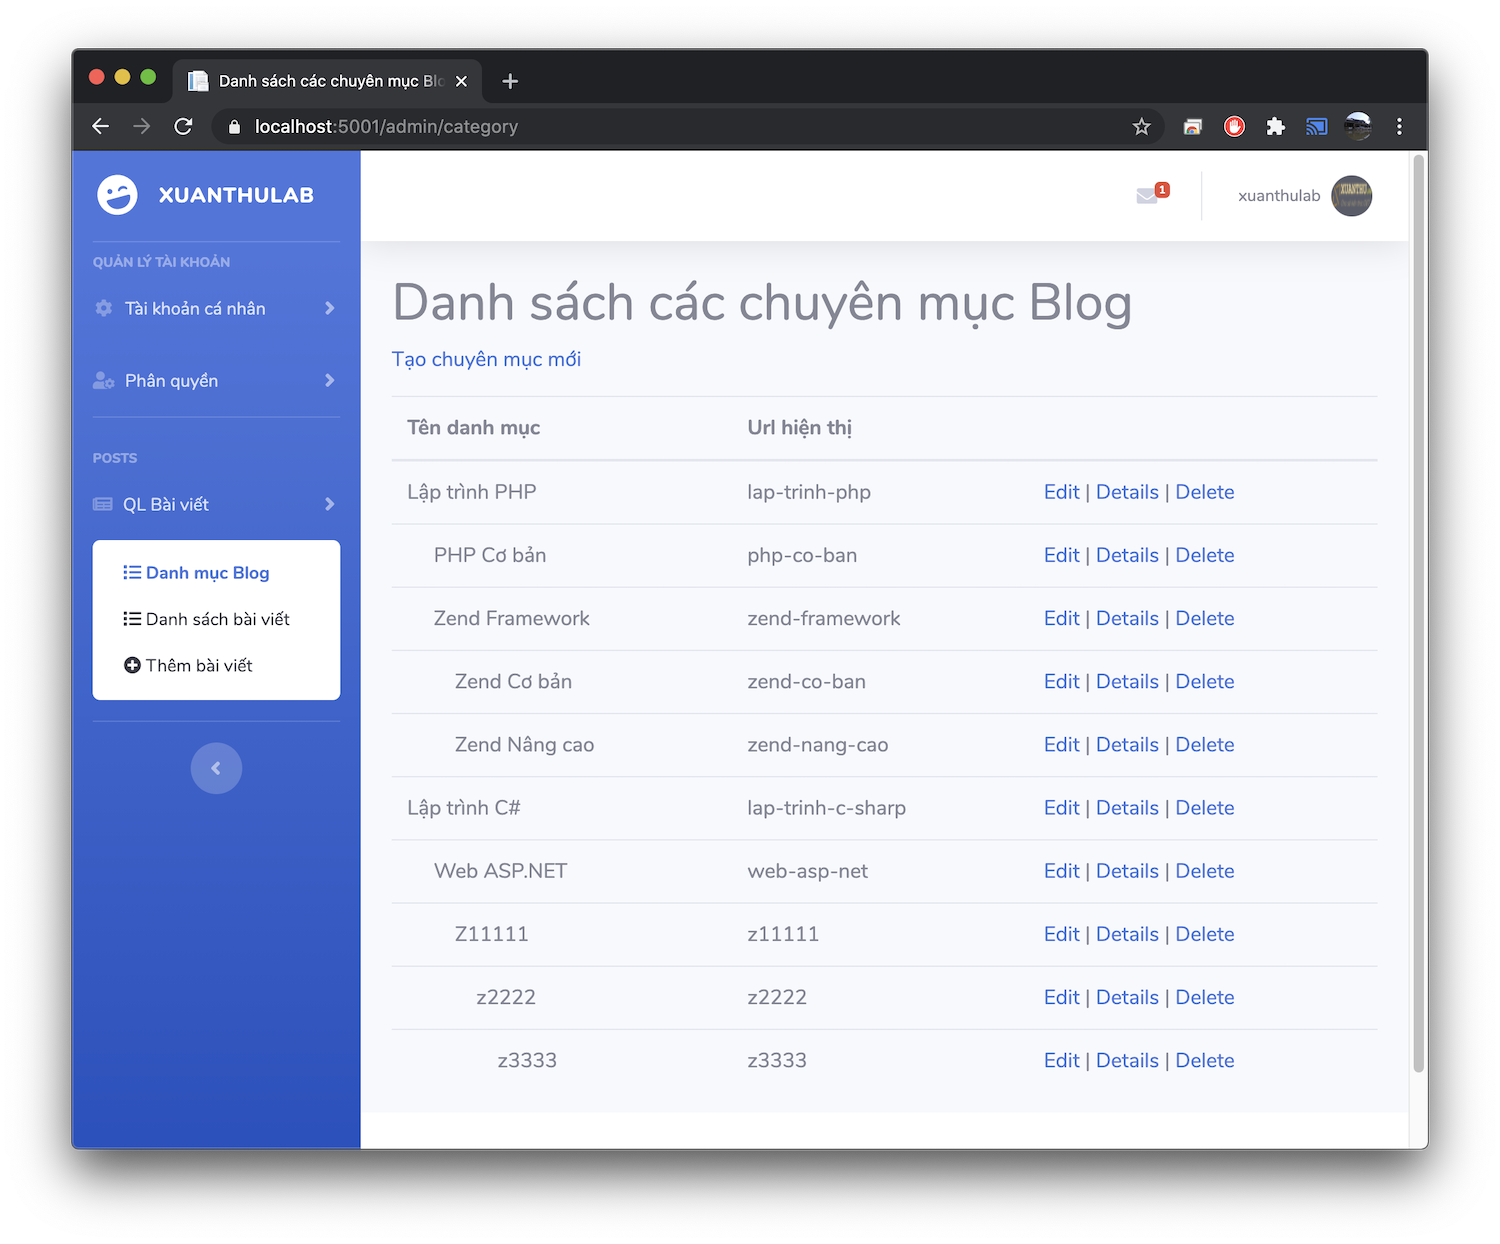 Danh sách các chuyên mục Blo
localhost:5001/admin/category
XUANTHULAB
1
xuanthulab
XUANTHU
QUẢN LÝ TÀI KHOẢN
Tài khoản cá nhân
Phân quyền
POSTS
QL Bài viết
Danh mục Blog
Danh sách bài viết
Thêm bài viết
Danh sách các chuyên mục Blog
Tạo chuyên mục mới
Tên danh mục Url hiện thị
Lập trình PHP lap-trinh-php Edit | Details | Delete
PHP Cơ bản php-co-ban Edit | Details | Delete
Zend Framework zend-framework Edit | Details | Delete
Zend Cơ bản zend-co-ban Edit | Details | Delete
Zend Nâng cao zend-nang-cao Edit | Details | Delete
Lập trình C# lap-trinh-c-sharp Edit | Details | Delete
Web ASP.NET web-asp-net Edit | Details | Delete
Z11111 z11111 Edit | Details | Delete
z2222 z2222 Edit | Details | Delete
z3333 z3333 Edit | Details | Delete